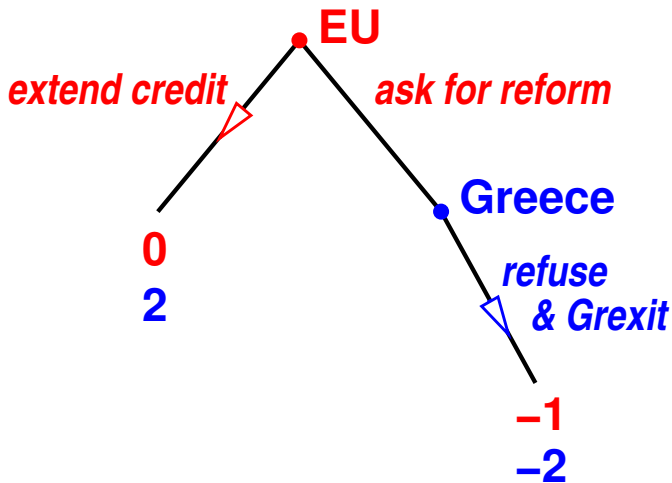 EU
extend credit
ask for reform
Greece
0
2
refuse
& Grexit
−1
−2